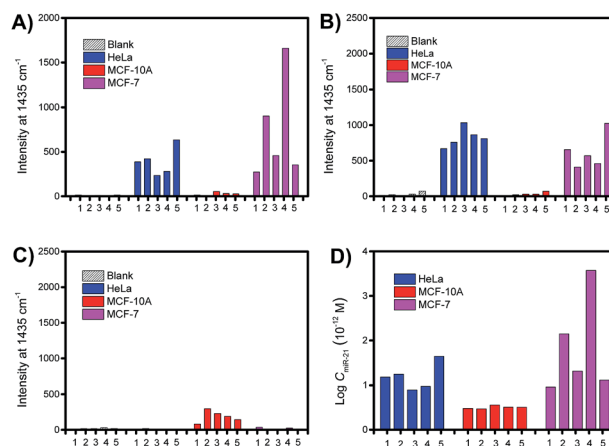 A)
2000
1500
1000
500
0
Intensity at 1435 cm⁻¹
Blank
HeLa
MCF-10A
MCF-7
1 2 3 4 5 1 2 3 4 5 1 2 3 4 5 1 2 3 4 5
B)
2500
2000
1500
1000
500
0
Intensity at 1435 cm⁻¹
Blank
HeLa
MCF-10A
MCF-7
1 2 3 4 5 1 2 3 4 5 1 2 3 4 5 1 2 3 4 5
C)
2500
2000
1500
1000
500
0
Intensity at 1435 cm⁻¹
Blank
HeLa
MCF-10A
MCF-7
1 2 3 4 5 1 2 3 4 5 1 2 3 4 5 1 2 3 4 5
D)
4
3
2
1
0
Log C miR-21 (10⁻¹² M)
HeLa
MCF-10A
MCF-7
1 2 3 4 5 1 2 3 4 5 1 2 3 4 5